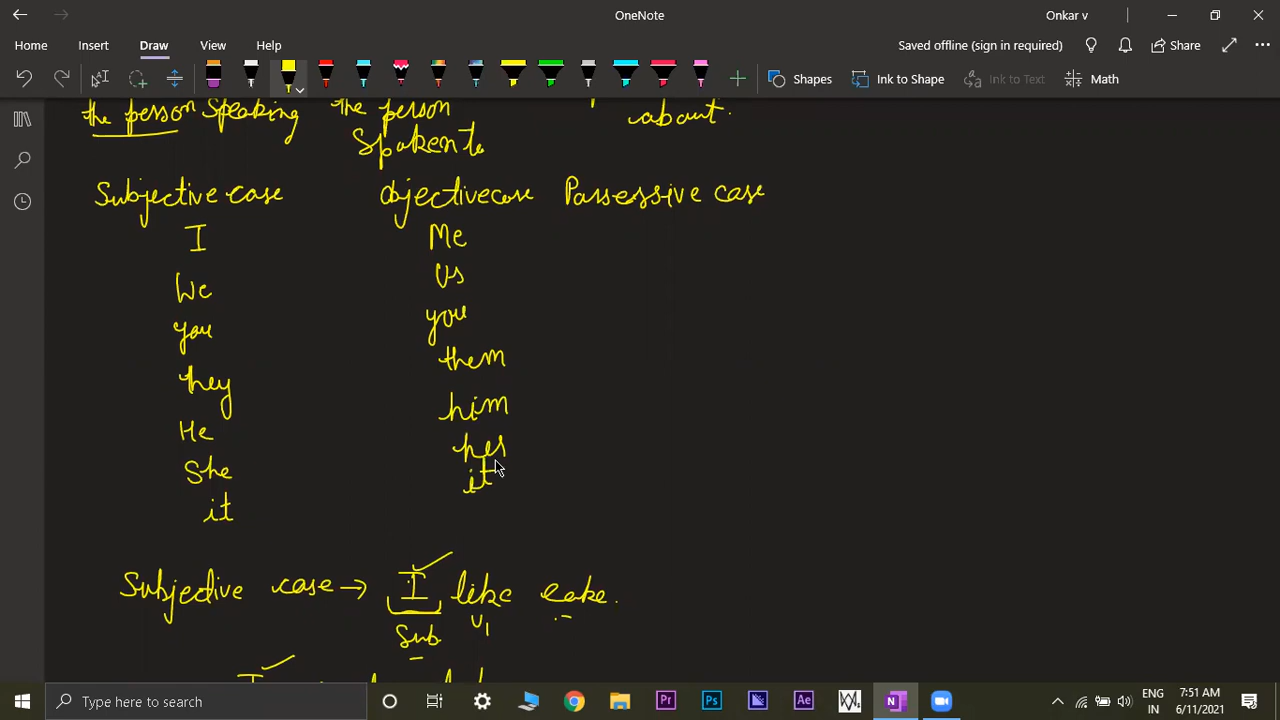 OneNote
Onkar v
Home Insert Draw View Help
Saved offline (sign in required)
Share
Shapes
Ink to Shape
Ink to Text
Math
the person Speaking the person about.
Spoken to
Subjective case objective case Possessive case
I Me
We Us
you you
they them
He him
She her
it it
Subjective case → I like cake.
Sub V1
I
Type here to search
ENG 7:51 AM
IN 6/11/2021